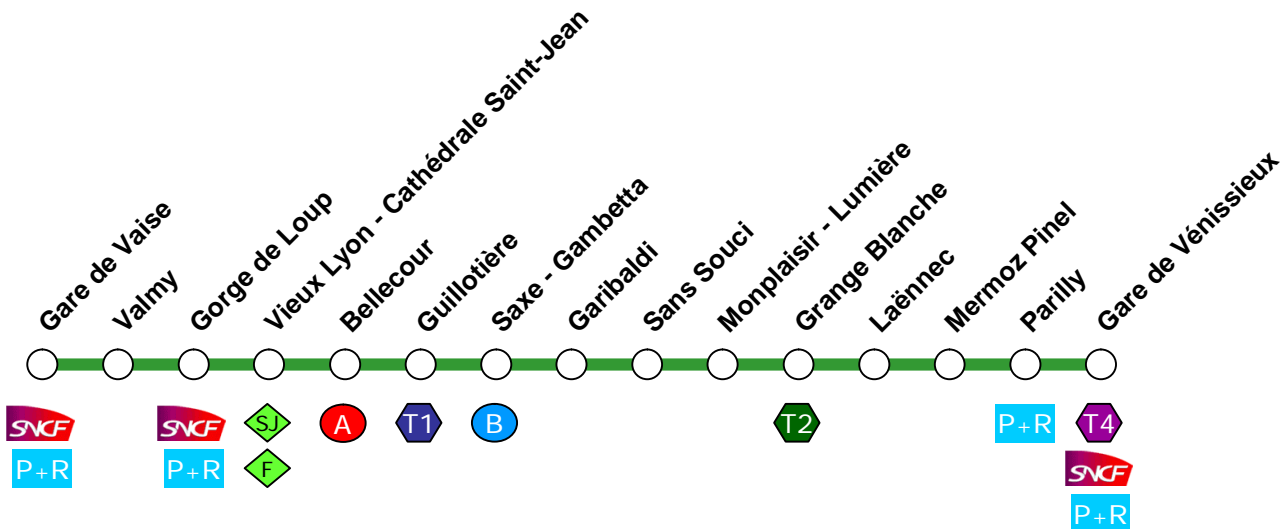 Gare de Vaise
Valmy
Gorge de Loup
Vieux Lyon - Cathédrale Saint-Jean
Bellecour
Guillotière
Saxe - Gambetta
Garibaldi
Sans Souci
Monplaisir - Lumière
Grange Blanche
Laënnec
Mermoz Pinel
Parilly
Gare de Vénissieux
SNCF
SNCF
SJ
A
T1
B
T2
P+R
T4
P+R
P+R
F
SNCF
P+R